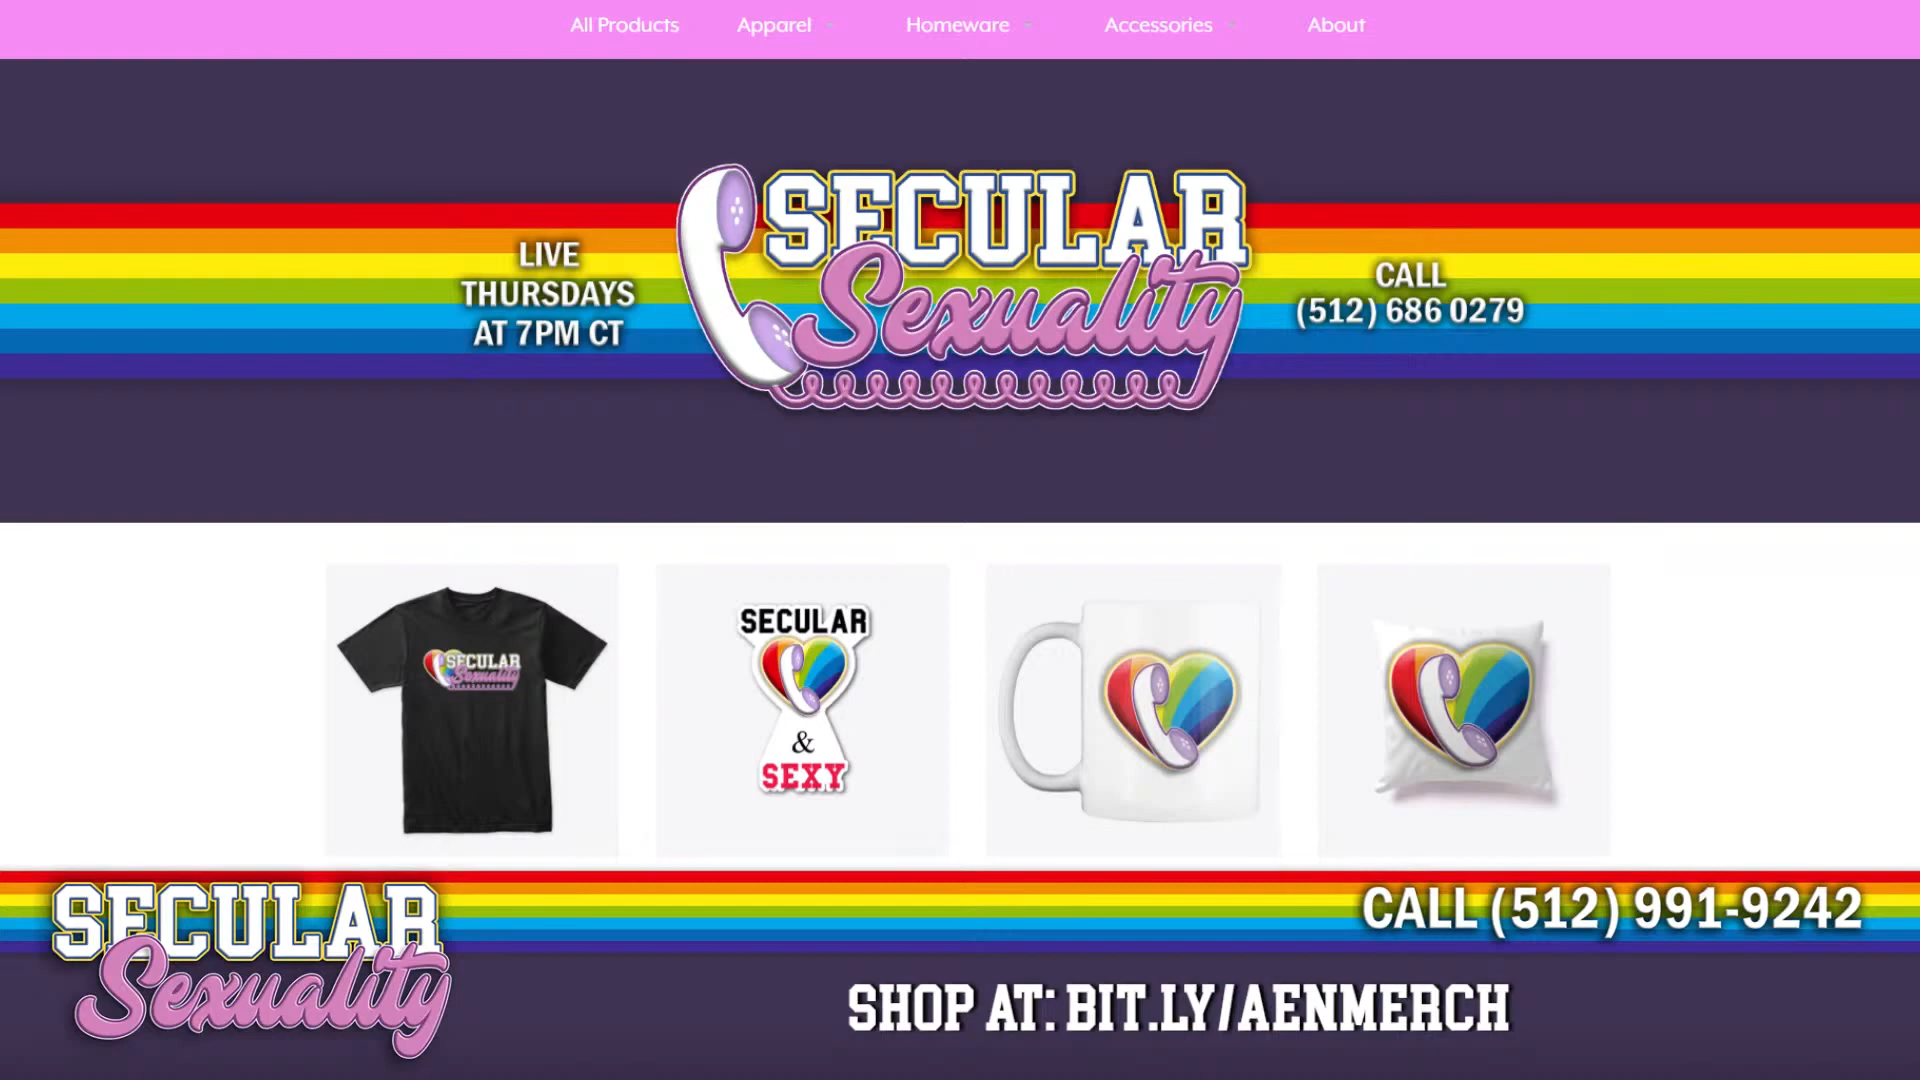 All Products Apparel Homeware Accessories About
SECULAR
Sexuality
LIVE
THURSDAYS
AT 7PM CT
CALL
(512) 686 0279
SECULAR
Sexuality
SECULAR
&
SEXY
SECULAR
Sexuality
CALL (512) 991-9242
SHOP AT: BIT.LY/AENMERCH